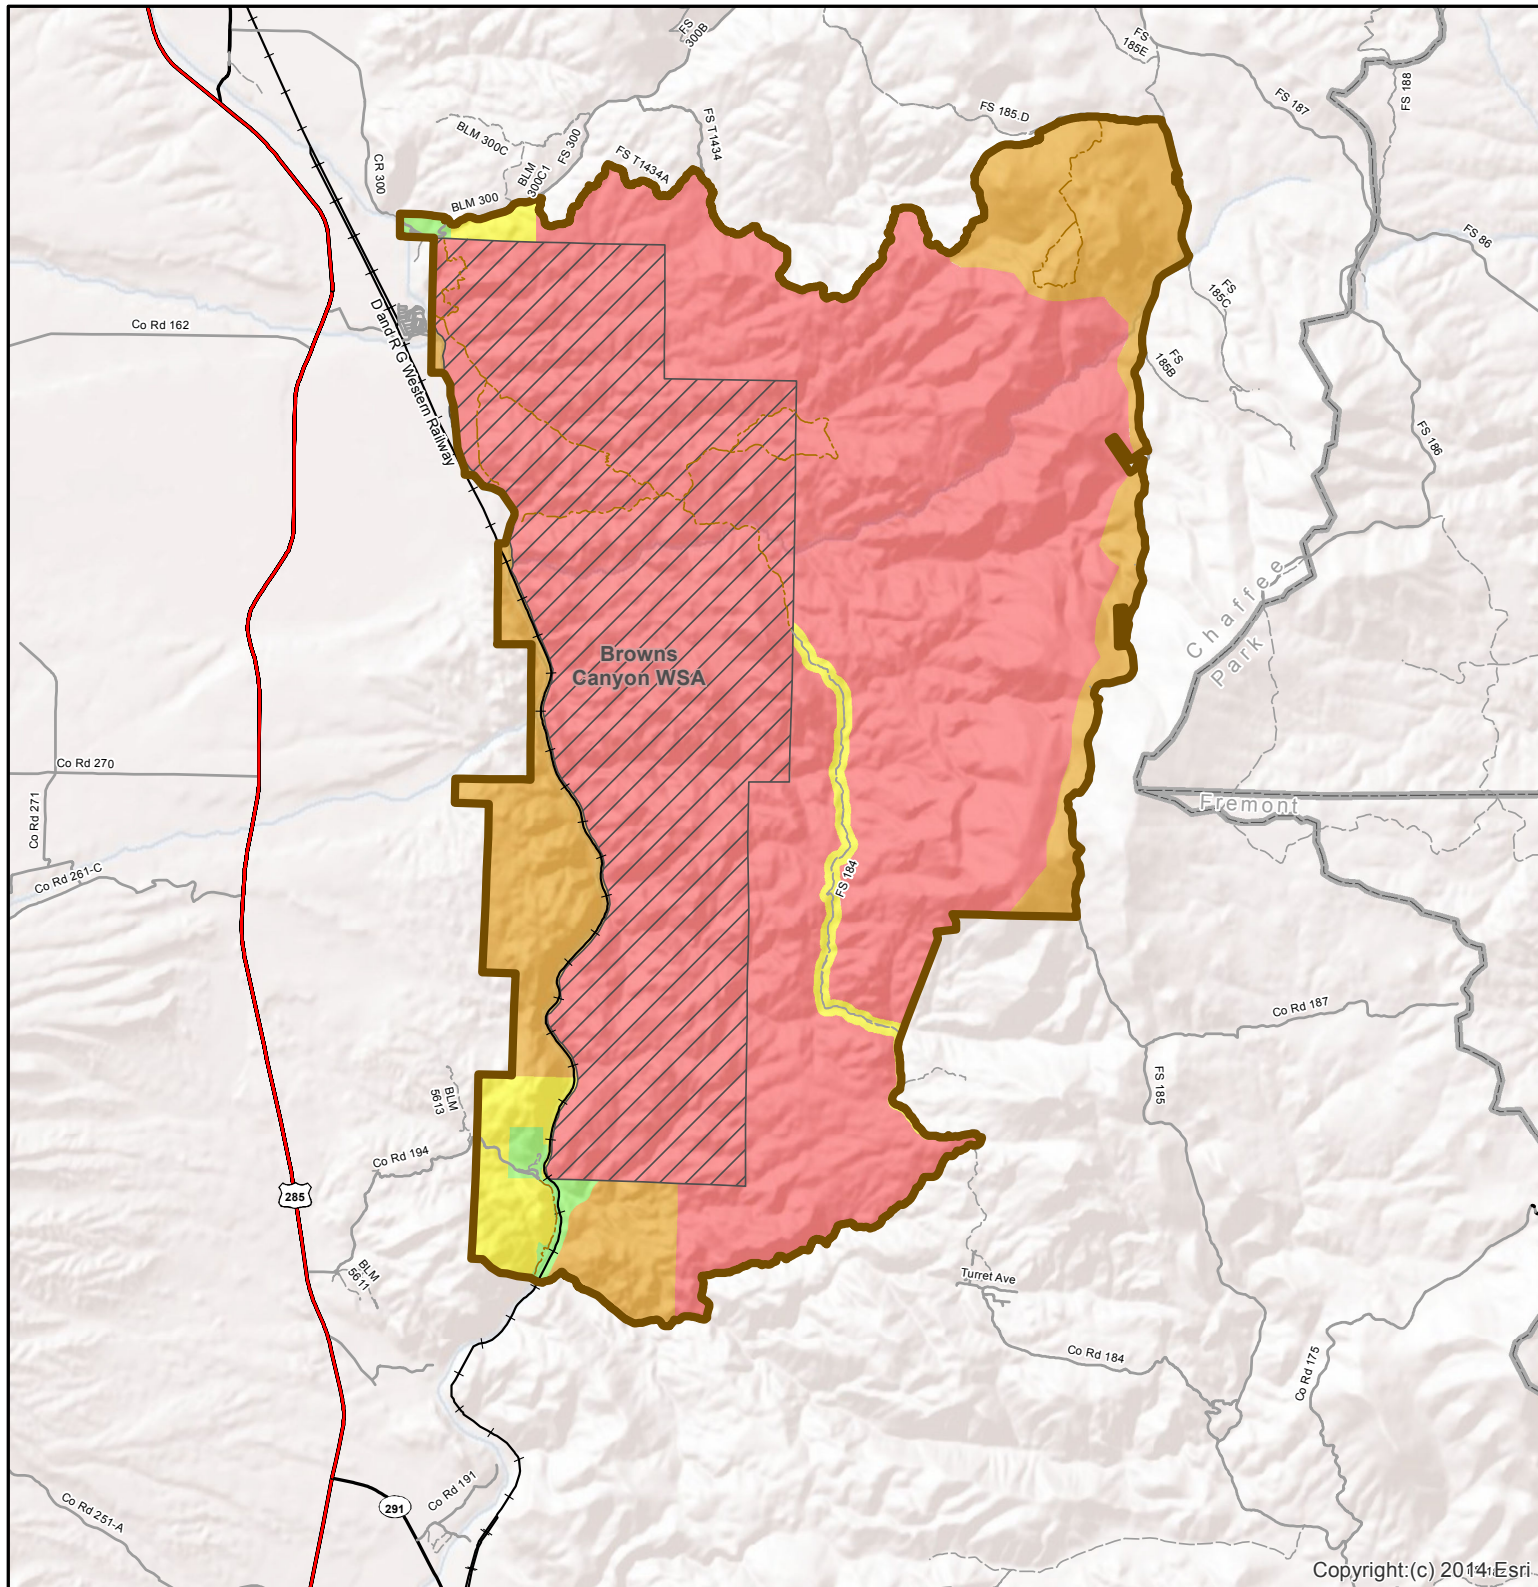 FS
300B
FS
185E
FS 188
FS 187
FS 185.D
FS T1434
BLM 300C
FS 300
BLM
300C1
FS T1434A
CR 300
BLM 300
FS 86
FS
185C
D and R G Western Railway
Co Rd 162
FS
185B
FS 186
Chaffee
Park
Browns
Canyon WSA
Co Rd 270
Fremont
Co Rd 271
Co Rd 261-C
FS 184
Co Rd 187
FS 185
BLM
5613
Co Rd 194
285
BLM
5611
Turret Ave
Co Rd 184
Co Rd 175
Co Rd 191
291
Co Rd 251-A
Copyright:(c) 2014 Esri